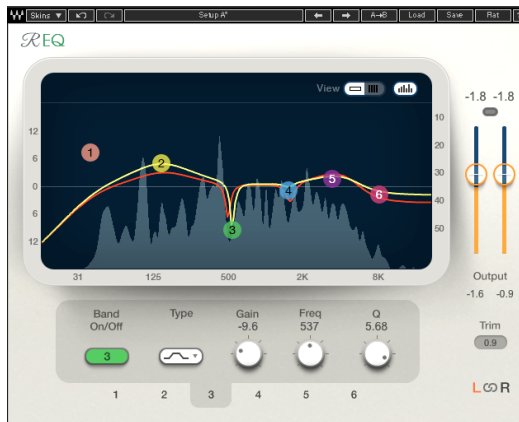 Skins Setup A* A→B Load Save Rat
REQ
View
-1.8 -1.8
12 10
6 20
0 30
6 40
12 50
1 2 3 4 5 6
31 125 500 2K 8K
Output
-1.6 -0.9
Band On/Off Type Gain Freq Q
-9.6 537 5.68
3
1 2 3 4 5 6
Trim
0.9
L R